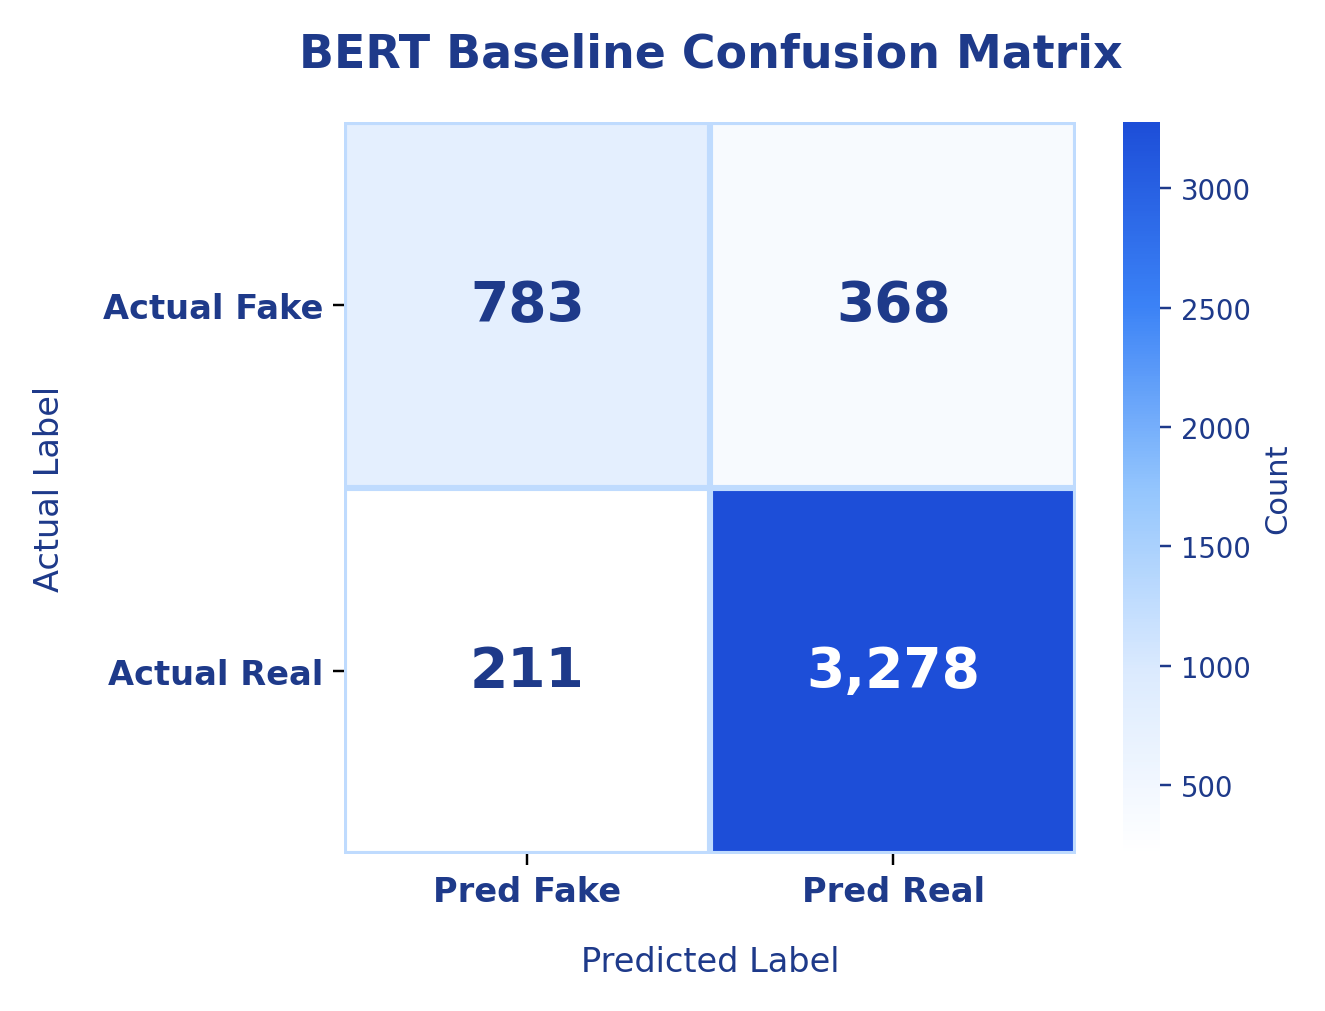 BERT Baseline Confusion Matrix
Actual Label
Actual Fake
783
368
Actual Real
211
3,278
Pred Fake
Pred Real
Predicted Label
3000
2500
2000
1500
1000
500
Count